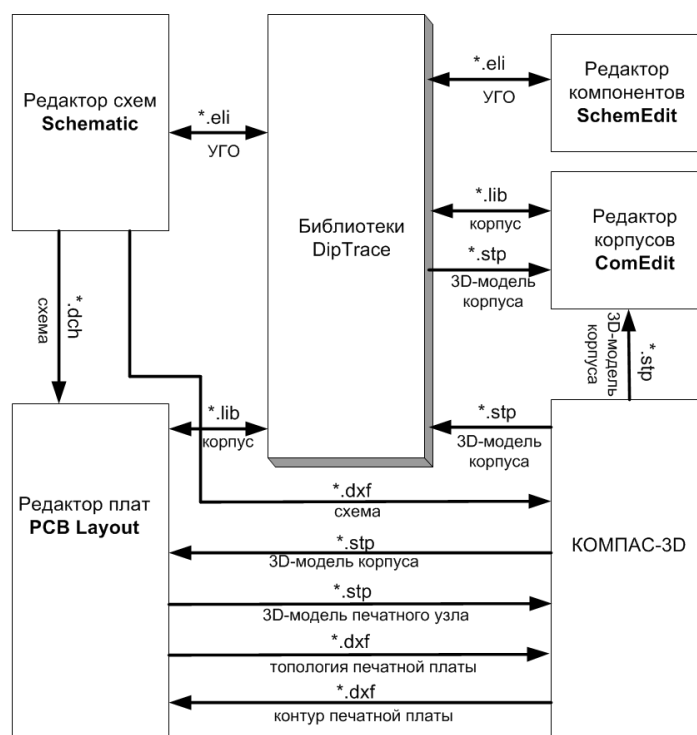 Редактор схем
Schematic
*.eli
УГО
Библиотеки
DipTrace
*.eli
УГО
Редактор
компонентов
SchemEdit
*.lib
корпус
*.stp
3D-модель
корпуса
Редактор
корпусов
ComEdit
*.dch
схема
*.stp
3D-модель
корпуса
*.lib
корпус
*.stp
3D-модель
корпуса
Редактор плат
PCB Layout
*.dxf
схема
*.stp
3D-модель корпуса
КОМПАС-3D
*.stp
3D-модель печатного узла
*.dxf
топология печатной платы
*.dxf
контур печатной платы